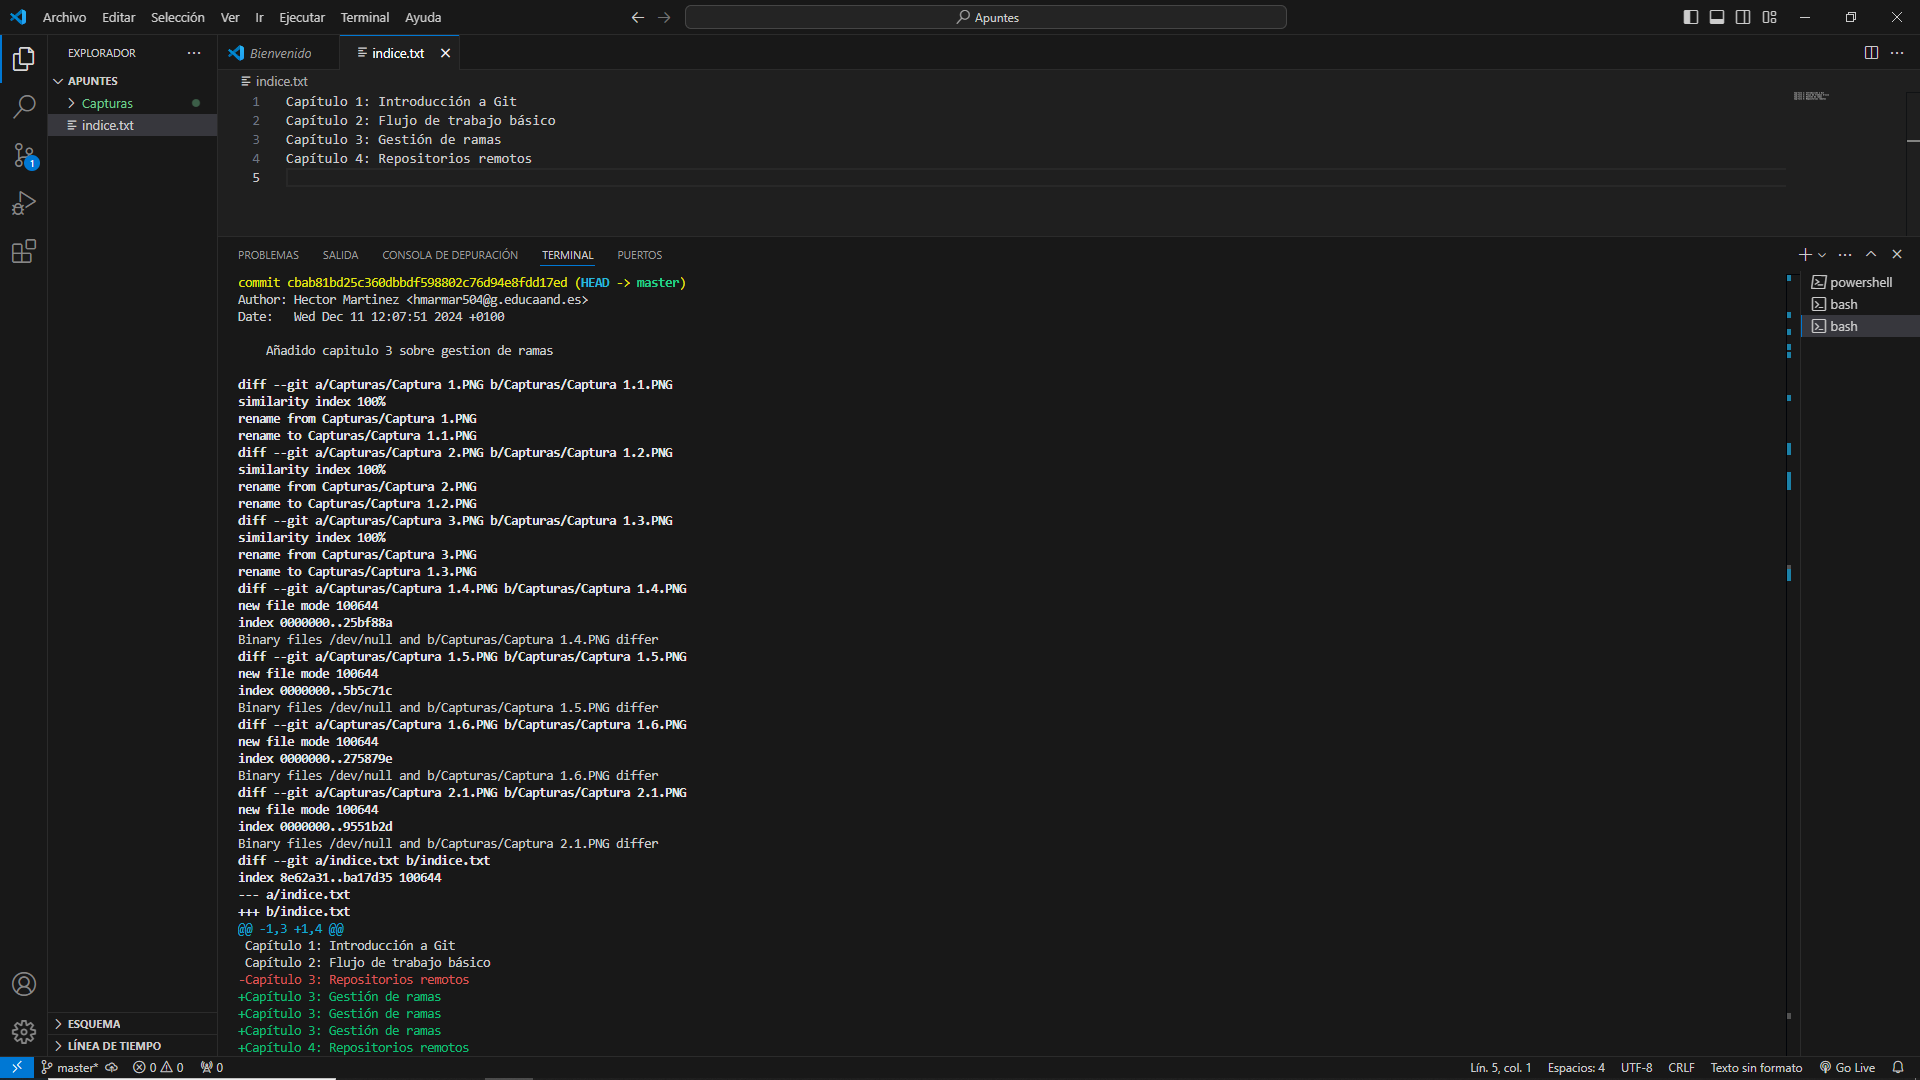 Archivo Editar Selección Ver Ir Ejecutar Terminal Ayuda
Apuntes
EXPLORADOR
Bienvenido
indice.txt
APUNTES
Capturas
indice.txt
indice.txt
1 Capítulo 1: Introducción a Git
2 Capítulo 2: Flujo de trabajo básico
3 Capítulo 3: Gestión de ramas
4 Capítulo 4: Repositorios remotos
5
1
PROBLEMAS SALIDA CONSOLA DE DEPURACIÓN TERMINAL PUERTOS
powershell
bash
bash
commit cbab81bd25c360dbbdf598802c76d94e8fdd17ed (HEAD -> master)
Author: Hector Martinez <hmarmar504@g.educaand.es>
Date:   Wed Dec 11 12:07:51 2024 +0100
Añadido capitulo 3 sobre gestion de ramas
diff --git a/Capturas/Captura 1.PNG b/Capturas/Captura 1.1.PNG
similarity index 100%
rename from Capturas/Captura 1.PNG
rename to Capturas/Captura 1.1.PNG
diff --git a/Capturas/Captura 2.PNG b/Capturas/Captura 1.2.PNG
similarity index 100%
rename from Capturas/Captura 2.PNG
rename to Capturas/Captura 1.2.PNG
diff --git a/Capturas/Captura 3.PNG b/Capturas/Captura 1.3.PNG
similarity index 100%
rename from Capturas/Captura 3.PNG
rename to Capturas/Captura 1.3.PNG
diff --git a/Capturas/Captura 1.4.PNG b/Capturas/Captura 1.4.PNG
new file mode 100644
index 0000000..25bf88a
Binary files /dev/null and b/Capturas/Captura 1.4.PNG differ
diff --git a/Capturas/Captura 1.5.PNG b/Capturas/Captura 1.5.PNG
new file mode 100644
index 0000000..5b5c71c
Binary files /dev/null and b/Capturas/Captura 1.5.PNG differ
diff --git a/Capturas/Captura 1.6.PNG b/Capturas/Captura 1.6.PNG
new file mode 100644
index 0000000..275879e
Binary files /dev/null and b/Capturas/Captura 1.6.PNG differ
diff --git a/Capturas/Captura 2.1.PNG b/Capturas/Captura 2.1.PNG
new file mode 100644
index 0000000..9551b2d
Binary files /dev/null and b/Capturas/Captura 2.1.PNG differ
diff --git a/indice.txt b/indice.txt
index 8e62a31..ba17d35 100644
--- a/indice.txt
+++ b/indice.txt
@@ -1,3 +1,4 @@
 Capítulo 1: Introducción a Git
 Capítulo 2: Flujo de trabajo básico
-Capítulo 3: Repositorios remotos
+Capítulo 3: Gestión de ramas
+Capítulo 3: Gestión de ramas
+Capítulo 3: Gestión de ramas
+Capítulo 4: Repositorios remotos
ESQUEMA
LÍNEA DE TIEMPO
master* 0 0 0 Lín. 5, col. 1 Espacios: 4 UTF-8 CRLF Texto sin formato Go Live